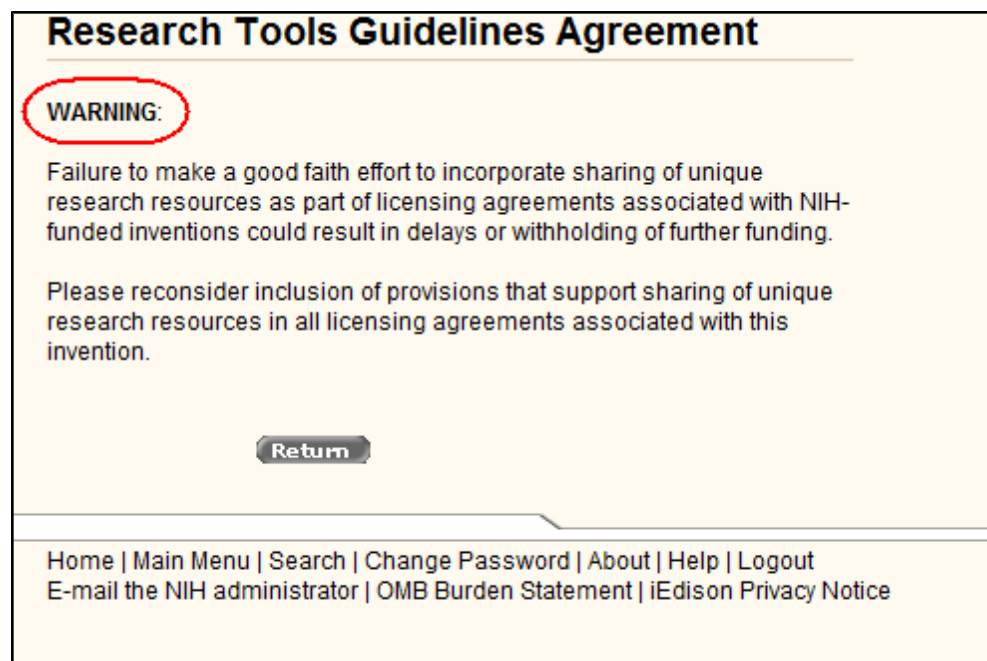 Research Tools Guidelines Agreement
WARNING:
Failure to make a good faith effort to incorporate sharing of unique
research resources as part of licensing agreements associated with NIH-
funded inventions could result in delays or withholding of further funding.
Please reconsider inclusion of provisions that support sharing of unique
research resources in all licensing agreements associated with this
invention.
Return
Home | Main Menu | Search | Change Password | About | Help | Logout
E-mail the NIH administrator | OMB Burden Statement | iEdison Privacy Notice